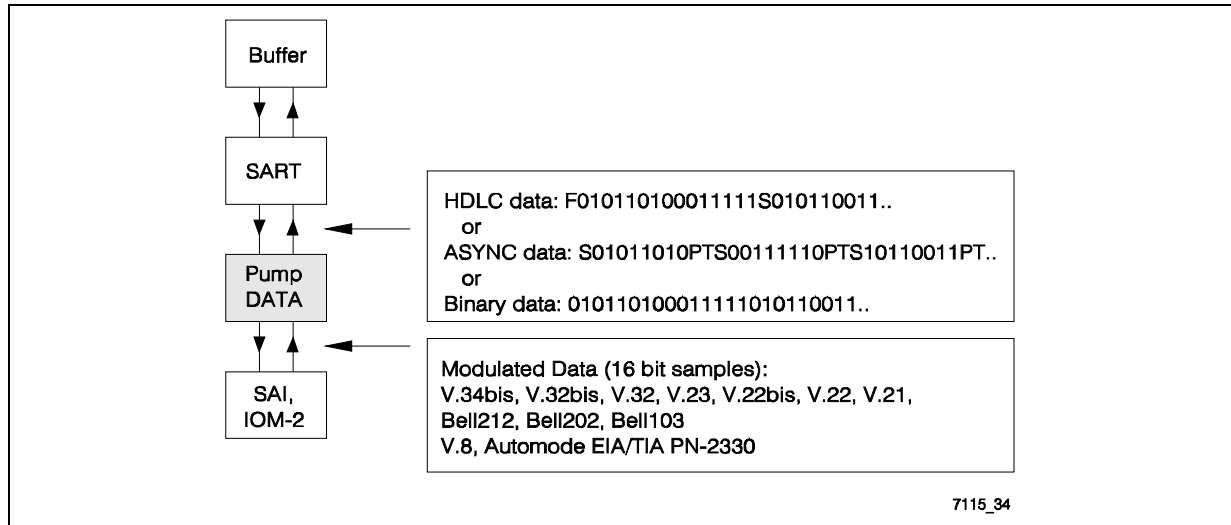 Buffer
SART
HDLC data: F010110100011111S010110011..
or
ASYNC data: S01011010PTS00111110PTS10110011PT..
or
Binary data: 010110100011111010110011..
Pump
DATA
Modulated Data (16 bit samples):
V.34bis, V.32bis, V.32, V.23, V.22bis, V.22, V.21,
Bell212, Bell202, Bell103
V.8, Automode EIA/TIA PN-2330
SAI,
IOM-2
7115_34